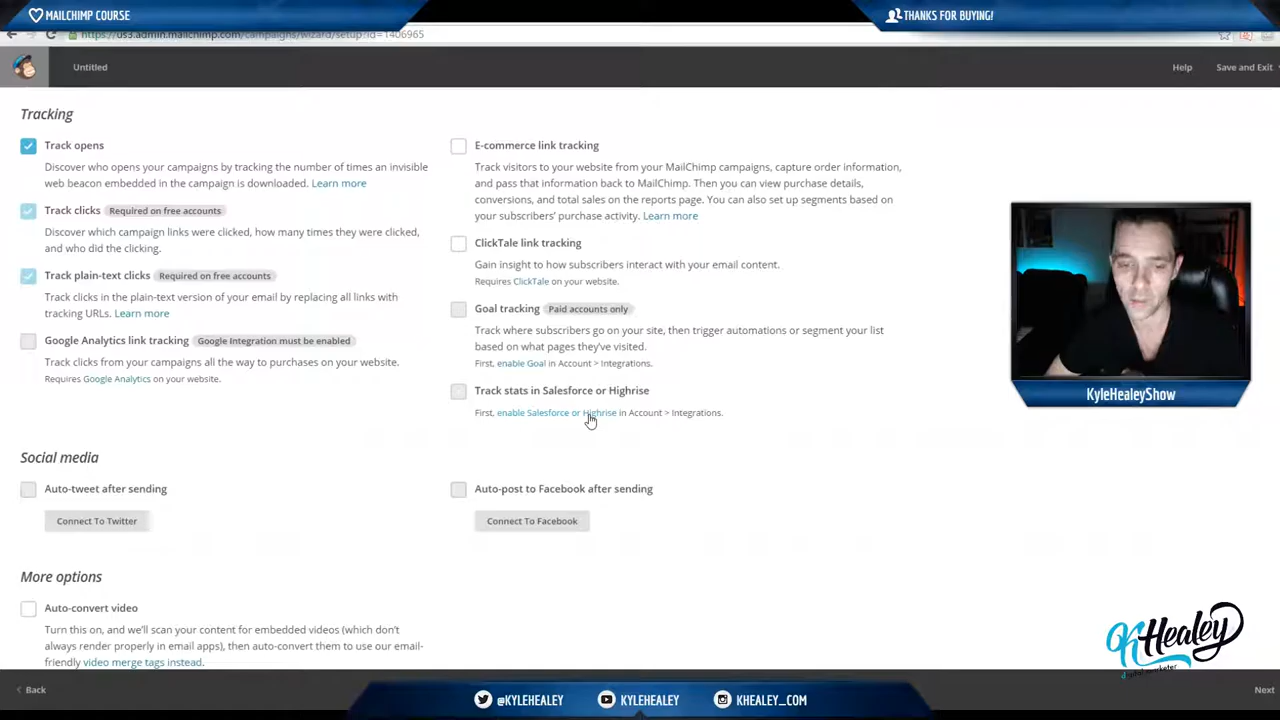 MAILCHIMP COURSE
THANKS FOR BUYING!
https://us3.admin.mailchimp.com/campaigns/wizard/setup?id=1406965
Untitled
Help
Save and Exit
Tracking
Track opens
Discover who opens your campaigns by tracking the number of times an invisible
web beacon embedded in the campaign is downloaded. Learn more
Track clicks Required on free accounts
Discover which campaign links were clicked, how many times they were clicked,
and who did the clicking.
Track plain-text clicks Required on free accounts
Track clicks in the plain-text version of your email by replacing all links with
tracking URLs. Learn more
Google Analytics link tracking Google Integration must be enabled
Track clicks from your campaigns all the way to purchases on your website.
Requires Google Analytics on your website.
E-commerce link tracking
Track visitors to your website from your MailChimp campaigns, capture order information,
and pass that information back to MailChimp. Then you can view purchase details,
conversions, and total sales on the reports page. You can also set up segments based on
your subscribers' purchase activity. Learn more
ClickTale link tracking
Gain insight to how subscribers interact with your email content.
Requires ClickTale on your website.
Goal tracking Paid accounts only
Track where subscribers go on your site, then trigger automations or segment your list
based on what pages they've visited.
First, enable Goal in Account > Integrations.
Track stats in Salesforce or Highrise
First, enable Salesforce or Highrise in Account > Integrations.
KyleHealeyShow
Social media
Auto-tweet after sending
Connect To Twitter
Auto-post to Facebook after sending
Connect To Facebook
More options
Auto-convert video
Turn this on, and we'll scan your content for embedded videos (which don't
always render properly in email apps), then auto-convert them to use our email-
friendly video merge tags instead.
KHealey
digital marketer
Back
Next
@KYLEHEALEY
KYLEHEALEY
KHEALEY_COM